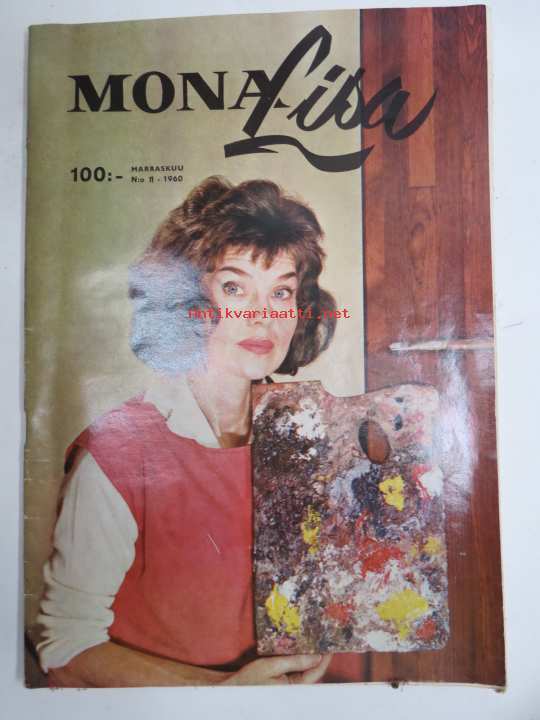 MONA-Lisa
100:- MARRASKUU
N:o 11 - 1960
antikvariaatti.net